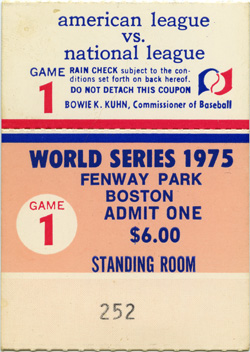 american league
vs.
national league
GAME
1
RAIN CHECK subject to the con-
ditions set forth on back hereof.
DO NOT DETACH THIS COUPON
BOWIE K. KUHN, Commissioner of Baseball
WORLD SERIES 1975
FENWAY PARK
BOSTON
GAME
1
ADMIT ONE
$6.00
STANDING ROOM
252